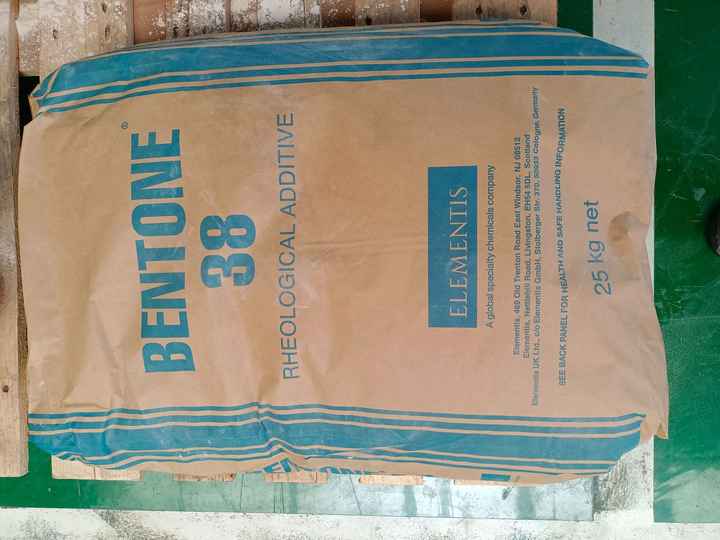 BENTONE®
38
RHEOLOGICAL ADDITIVE
ELEMENTIS
A global specialty chemicals company
Elementis, 469 Old Trenton Road East Windsor, NJ 08512
Elementis, Nettlehill Road, Livingston, EH54 5DL, Scotland
Elementis UK Ltd., c/o Elementis GmbH, Stolberger Str. 370, 50933 Cologne, Germany
SEE BACK PANEL FOR HEALTH AND SAFE HANDLING INFORMATION
25 kg net